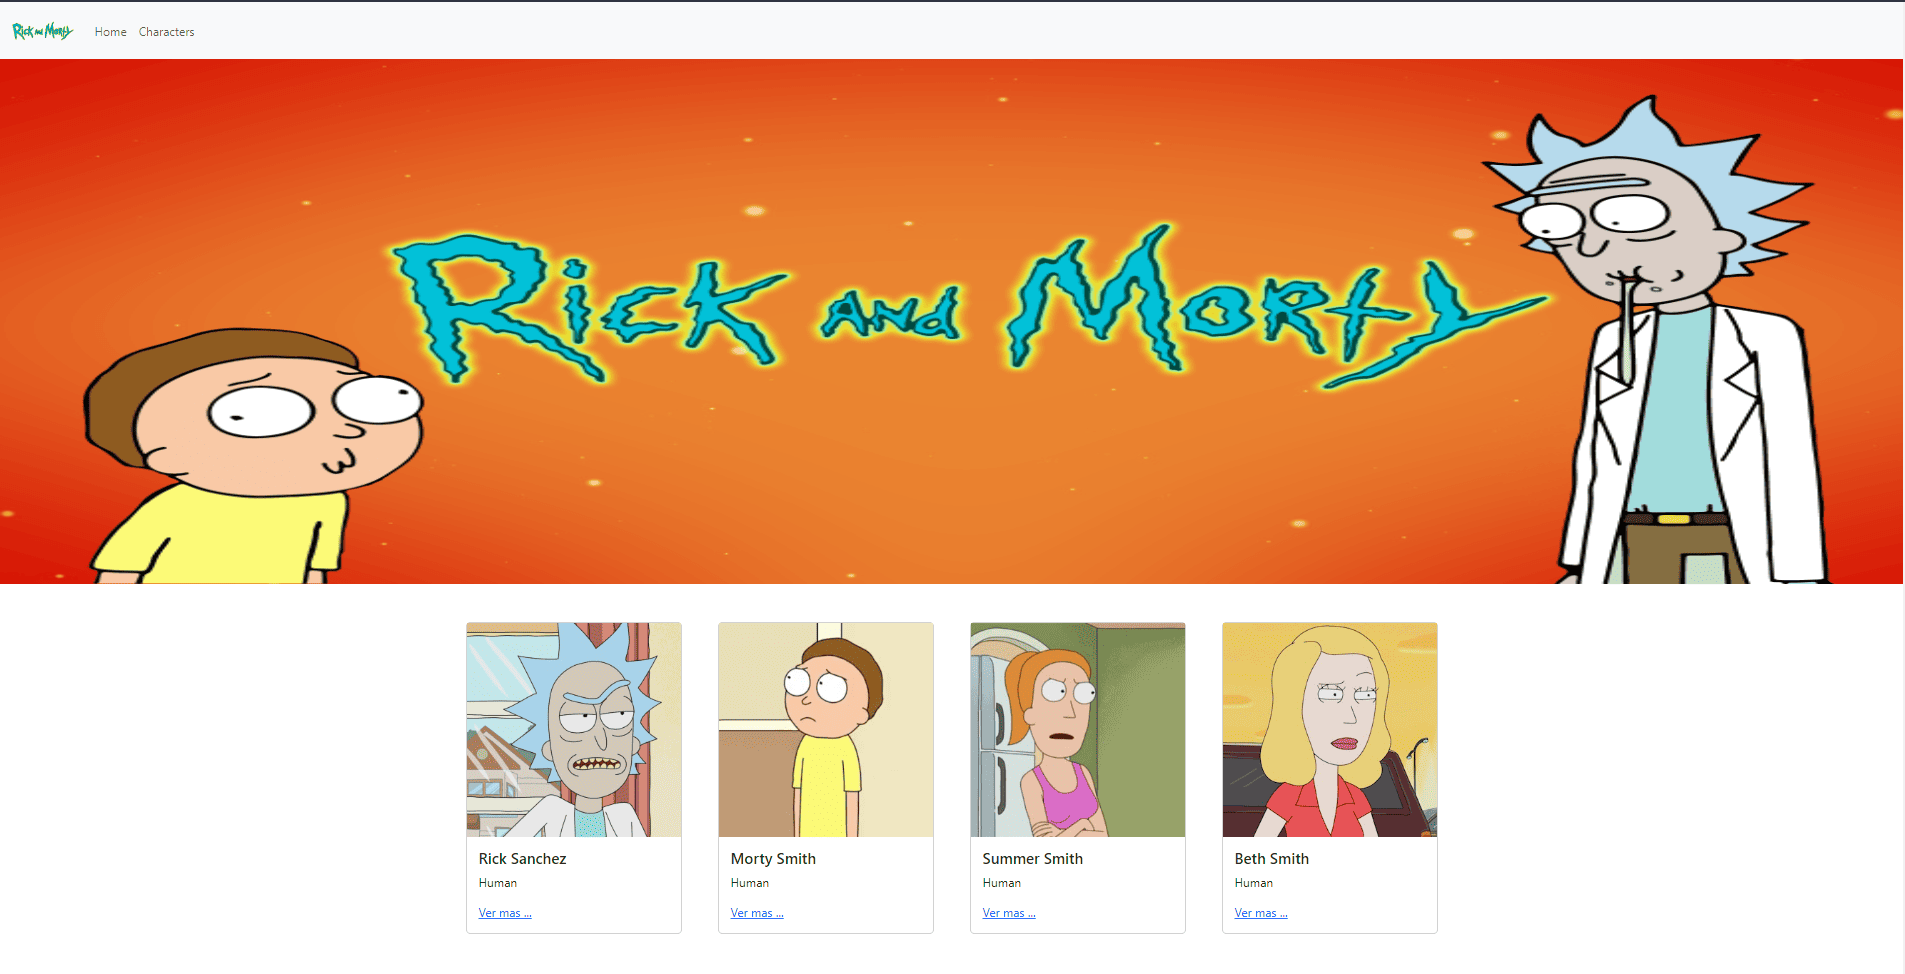 Rick and Morty
Home
Characters
Rick and Morty
Rick Sanchez
Human
Ver mas ...
Morty Smith
Human
Ver mas ...
Summer Smith
Human
Ver mas ...
Beth Smith
Human
Ver mas ...